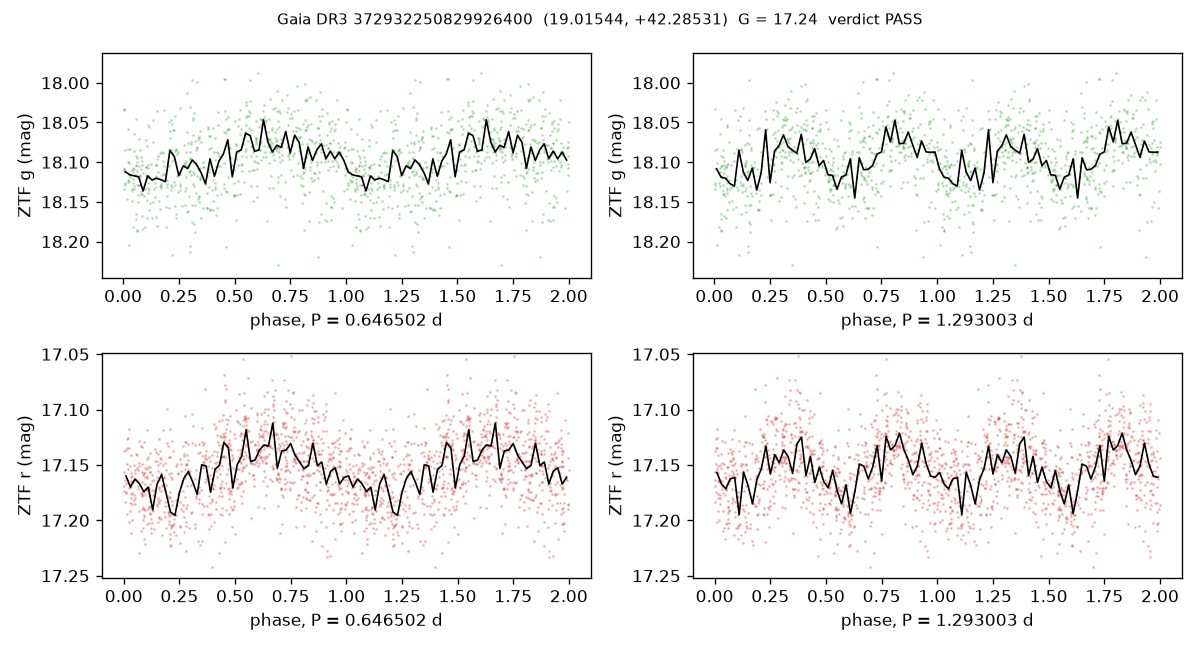 Gaia DR3 372932250829926400  (19.01544, +42.28531)  G = 17.24  verdict PASS
ZTF g (mag)
18.00
18.05
18.10
18.15
18.20
0.00 0.25 0.50 0.75 1.00 1.25 1.50 1.75 2.00
phase, P = 0.646502 d
ZTF g (mag)
18.00
18.05
18.10
18.15
18.20
0.00 0.25 0.50 0.75 1.00 1.25 1.50 1.75 2.00
phase, P = 1.293003 d
ZTF r (mag)
17.05
17.10
17.15
17.20
17.25
0.00 0.25 0.50 0.75 1.00 1.25 1.50 1.75 2.00
phase, P = 0.646502 d
ZTF r (mag)
17.05
17.10
17.15
17.20
17.25
0.00 0.25 0.50 0.75 1.00 1.25 1.50 1.75 2.00
phase, P = 1.293003 d